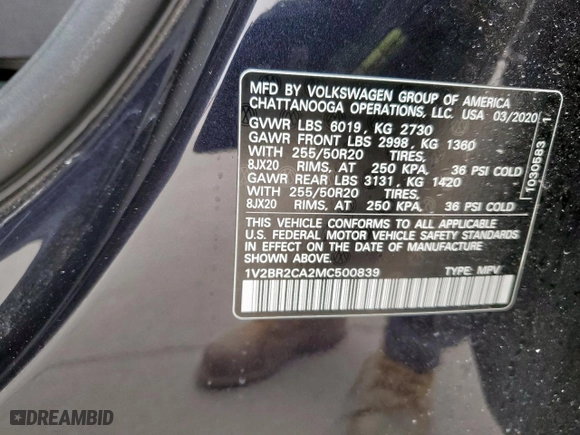 MFD BY VOLKSWAGEN GROUP OF AMERICA
CHATTANOOGA OPERATIONS, LLC. USA 03/2020
GVWR LBS 6019, KG 2730
GAWR FRONT LBS 2998, KG 1360
WITH 255/50R20 TIRES,
8JX20 RIMS, AT 250 KPA, 36 PSI COLD
GAWR REAR LBS 3131, KG 1420
WITH 255/50R20 TIRES,
8JX20 RIMS, AT 250 KPA, 36 PSI COLD
THIS VEHICLE CONFORMS TO ALL APPLICABLE
U.S. FEDERAL MOTOR VEHICLE SAFETY STANDARDS
IN EFFECT ON THE DATE OF MANUFACTURE
SHOWN ABOVE.
1V2BR2CA2MC500839 TYPE: MPV
1030583 1
DREAMBID